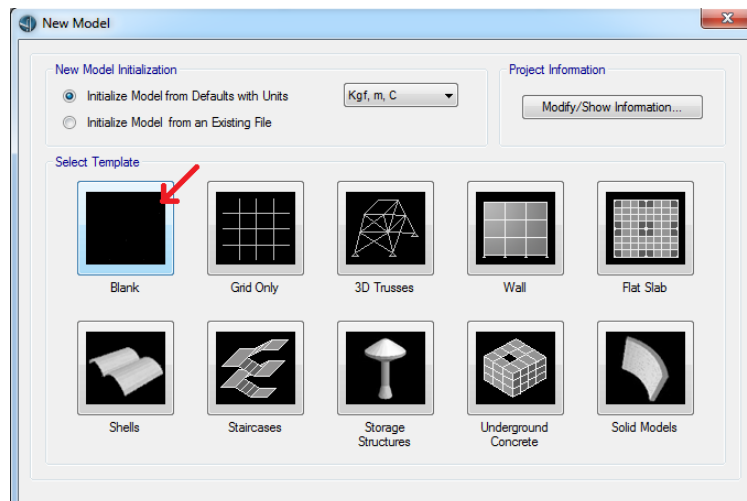 New Model
New Model Initialization
Initialize Model from Defaults with Units
Kgf, m, C
Initialize Model from an Existing File
Project Information
Modify/Show Information...
Select Template
Blank
Grid Only
3D Trusses
Wall
Flat Slab
Shells
Staircases
Storage
Structures
Underground
Concrete
Solid Models